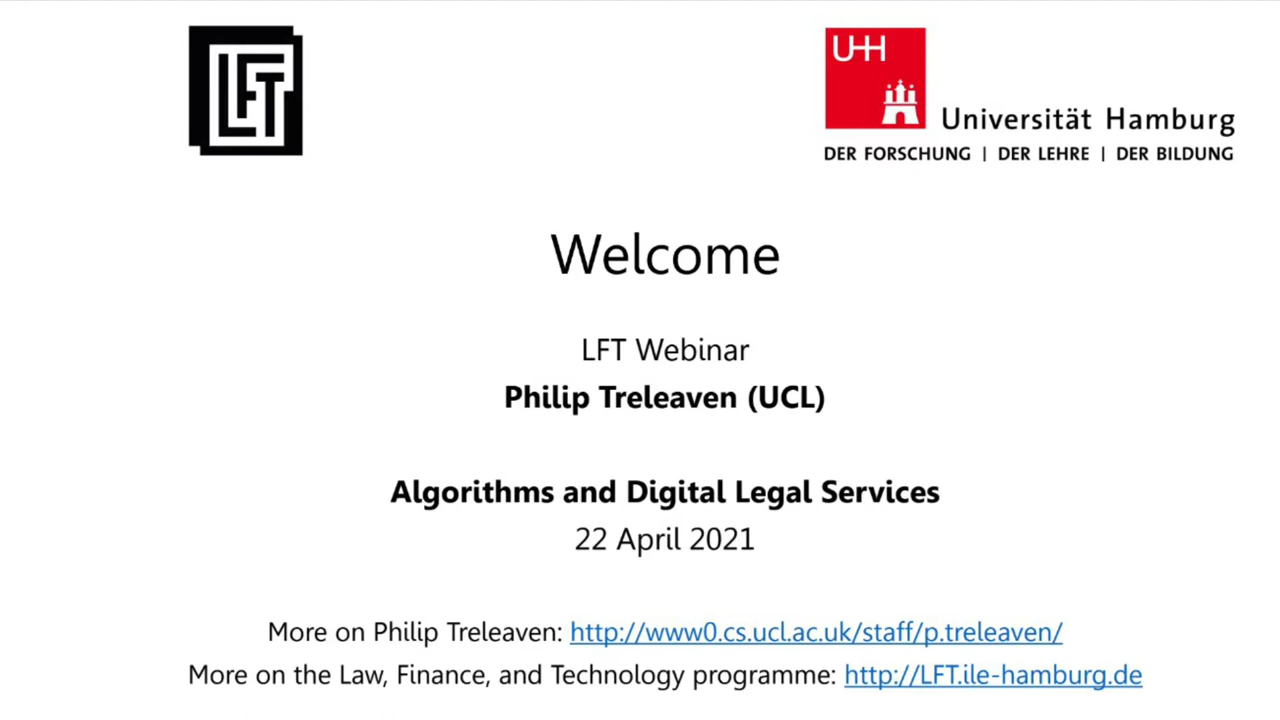 LFT
UHH
Universität Hamburg
DER FORSCHUNG | DER LEHRE | DER BILDUNG
Welcome
LFT Webinar
Philip Treleaven (UCL)
Algorithms and Digital Legal Services
22 April 2021
More on Philip Treleaven: http://www0.cs.ucl.ac.uk/staff/p.treleaven/
More on the Law, Finance, and Technology programme: http://LFT.ile-hamburg.de